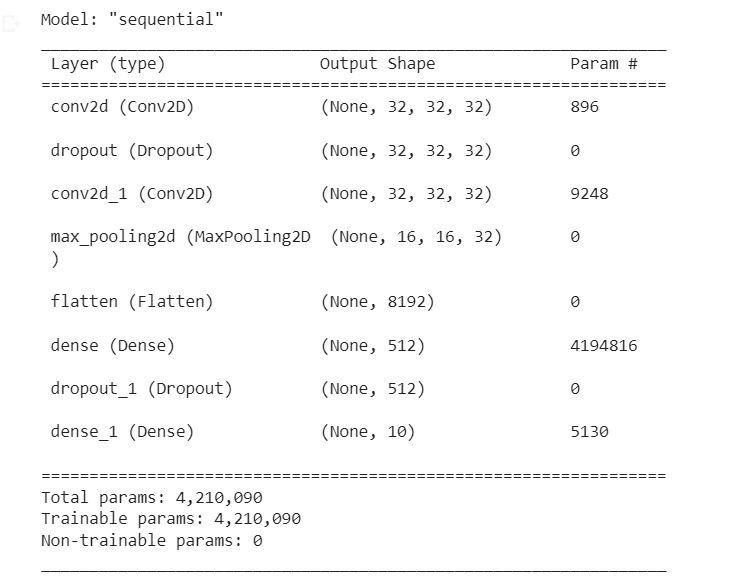 Model: "sequential"
_________________________________________________________________
Layer (type) Output Shape Param #
=================================================================
conv2d (Conv2D) (None, 32, 32, 32) 896
dropout (Dropout) (None, 32, 32, 32) 0
conv2d_1 (Conv2D) (None, 32, 32, 32) 9248
max_pooling2d (MaxPooling2D (None, 16, 16, 32) 0
)
flatten (Flatten) (None, 8192) 0
dense (Dense) (None, 512) 4194816
dropout_1 (Dropout) (None, 512) 0
dense_1 (Dense) (None, 10) 5130
=================================================================
Total params: 4,210,090
Trainable params: 4,210,090
Non-trainable params: 0
_________________________________________________________________